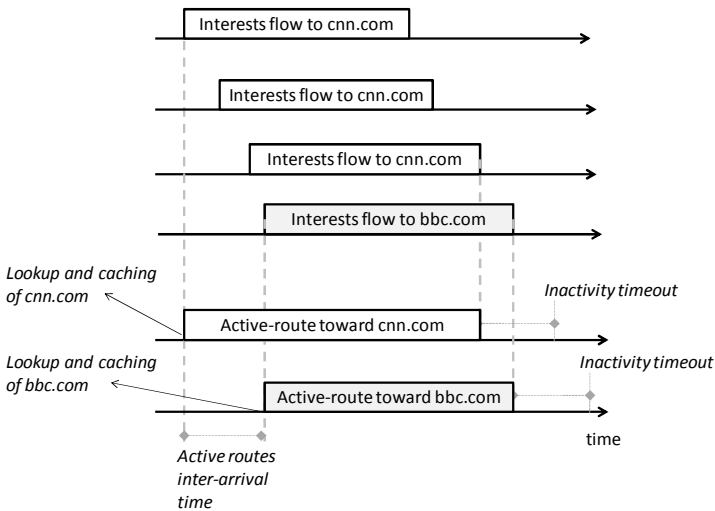 Interests flow to cnn.com
Interests flow to cnn.com
Interests flow to cnn.com
Interests flow to bbc.com
Lookup and caching
of cnn.com
Inactivity timeout
Active-route toward cnn.com
Lookup and caching
of bbc.com
Inactivity timeout
Active-route toward bbc.com
time
Active routes
inter-arrival
time